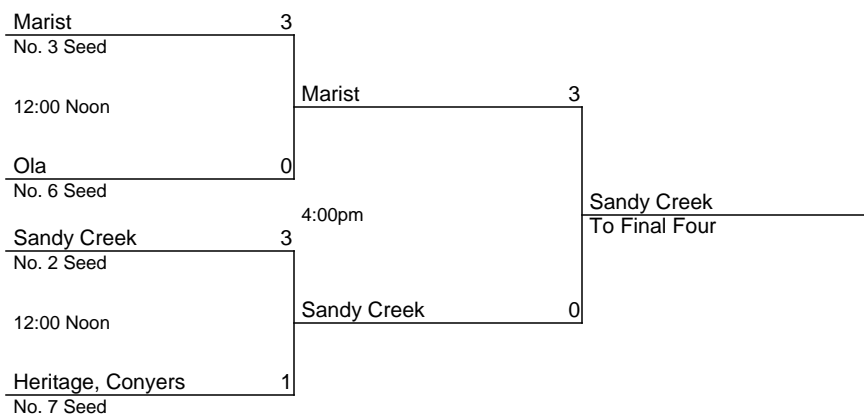 Marist 3
No. 3 Seed
12:00 Noon
Marist 3
Ola 0
No. 6 Seed
4:00pm
Sandy Creek
To Final Four
Sandy Creek 3
No. 2 Seed
12:00 Noon
Sandy Creek 0
Heritage, Conyers 1
No. 7 Seed